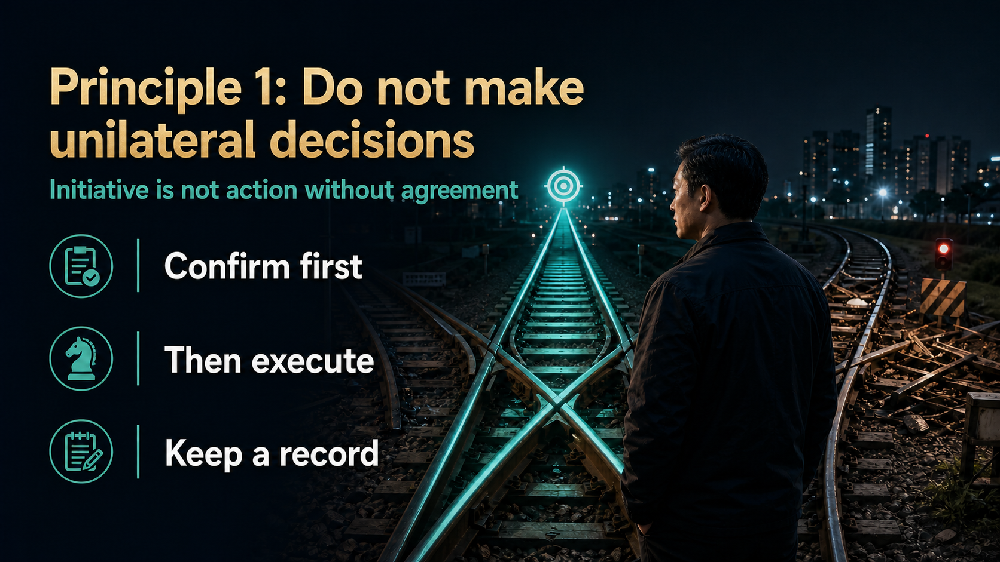 Principle 1: Do not make
unilateral decisions
Initiative is not action without agreement
Confirm first
Then execute
Keep a record